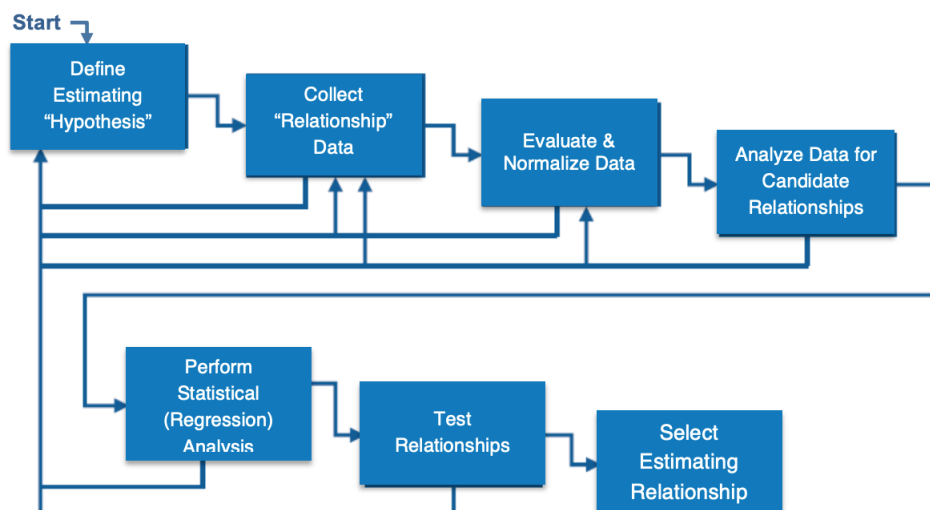 Start
Define
Estimating
“Hypothesis”
Collect
“Relationship”
Data
Evaluate &
Normalize Data
Analyze Data for
Candidate
Relationships
Perform
Statistical
(Regression)
Analysis
Test
Relationships
Select
Estimating
Relationship